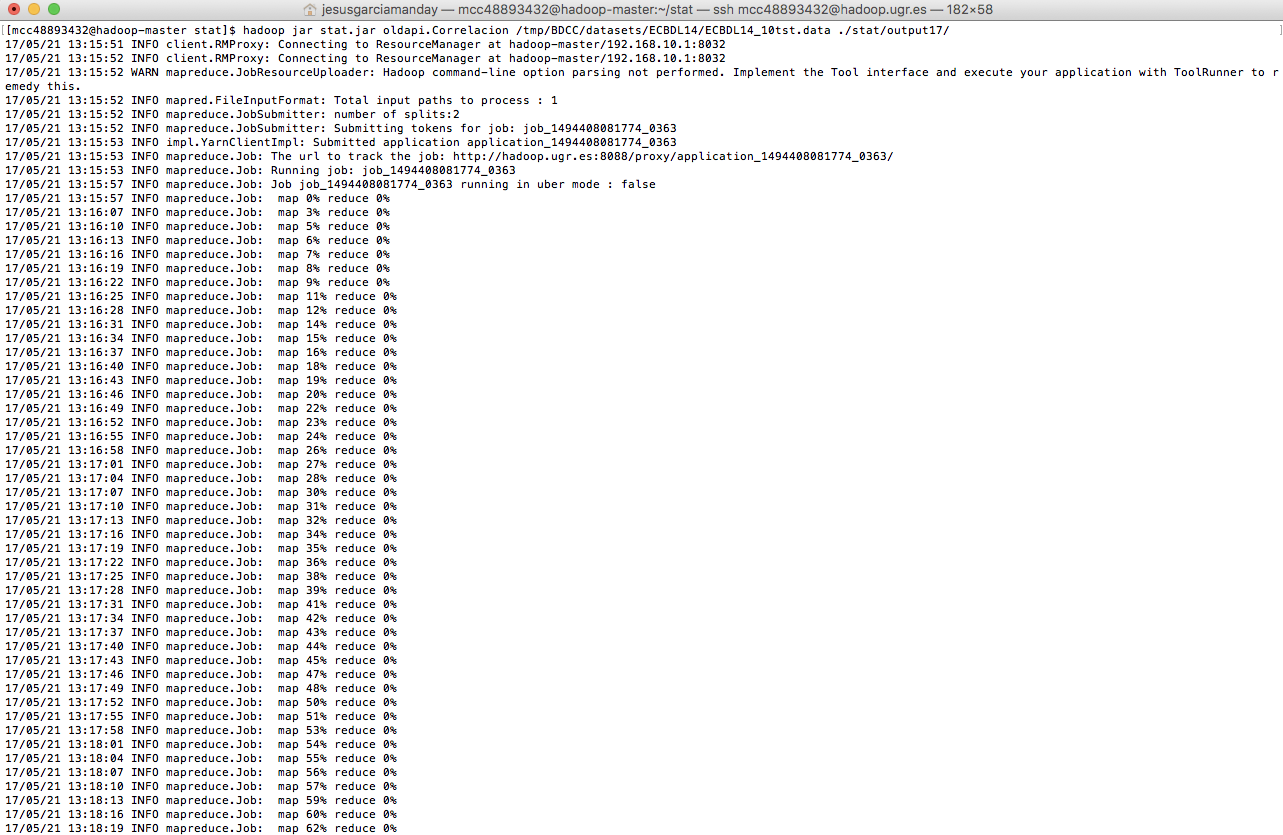 jesusgarciamanday — mcc48893432@hadoop-master:~/stat — ssh mcc48893432@hadoop.ugr.es — 182×58
[[mcc48893432@hadoop-master stat]$ hadoop jar stat.jar oldapi.Correlacion /tmp/BDCC/datasets/ECBDL14/ECBDL14_10tst.data ./stat/output17/ ]
17/05/21 13:15:51 INFO client.RMProxy: Connecting to ResourceManager at hadoop-master/192.168.10.1:8032
17/05/21 13:15:52 INFO client.RMProxy: Connecting to ResourceManager at hadoop-master/192.168.10.1:8032
17/05/21 13:15:52 WARN mapreduce.JobResourceUploader: Hadoop command-line option parsing not performed. Implement the Tool interface and execute your application with ToolRunner to r
emedy this.
17/05/21 13:15:52 INFO mapred.FileInputFormat: Total input paths to process : 1
17/05/21 13:15:52 INFO mapreduce.JobSubmitter: number of splits:2
17/05/21 13:15:52 INFO mapreduce.JobSubmitter: Submitting tokens for job: job_1494408081774_0363
17/05/21 13:15:53 INFO impl.YarnClientImpl: Submitted application application_1494408081774_0363
17/05/21 13:15:53 INFO mapreduce.Job: The url to track the job: http://hadoop.ugr.es:8088/proxy/application_1494408081774_0363/
17/05/21 13:15:53 INFO mapreduce.Job: Running job: job_1494408081774_0363
17/05/21 13:15:57 INFO mapreduce.Job: Job job_1494408081774_0363 running in uber mode : false
17/05/21 13:15:57 INFO mapreduce.Job:  map 0% reduce 0%
17/05/21 13:16:07 INFO mapreduce.Job:  map 3% reduce 0%
17/05/21 13:16:10 INFO mapreduce.Job:  map 5% reduce 0%
17/05/21 13:16:13 INFO mapreduce.Job:  map 6% reduce 0%
17/05/21 13:16:16 INFO mapreduce.Job:  map 7% reduce 0%
17/05/21 13:16:19 INFO mapreduce.Job:  map 8% reduce 0%
17/05/21 13:16:22 INFO mapreduce.Job:  map 9% reduce 0%
17/05/21 13:16:25 INFO mapreduce.Job:  map 11% reduce 0%
17/05/21 13:16:28 INFO mapreduce.Job:  map 12% reduce 0%
17/05/21 13:16:31 INFO mapreduce.Job:  map 14% reduce 0%
17/05/21 13:16:34 INFO mapreduce.Job:  map 15% reduce 0%
17/05/21 13:16:37 INFO mapreduce.Job:  map 16% reduce 0%
17/05/21 13:16:40 INFO mapreduce.Job:  map 18% reduce 0%
17/05/21 13:16:43 INFO mapreduce.Job:  map 19% reduce 0%
17/05/21 13:16:46 INFO mapreduce.Job:  map 20% reduce 0%
17/05/21 13:16:49 INFO mapreduce.Job:  map 22% reduce 0%
17/05/21 13:16:52 INFO mapreduce.Job:  map 23% reduce 0%
17/05/21 13:16:55 INFO mapreduce.Job:  map 24% reduce 0%
17/05/21 13:16:58 INFO mapreduce.Job:  map 26% reduce 0%
17/05/21 13:17:01 INFO mapreduce.Job:  map 27% reduce 0%
17/05/21 13:17:04 INFO mapreduce.Job:  map 28% reduce 0%
17/05/21 13:17:07 INFO mapreduce.Job:  map 30% reduce 0%
17/05/21 13:17:10 INFO mapreduce.Job:  map 31% reduce 0%
17/05/21 13:17:13 INFO mapreduce.Job:  map 32% reduce 0%
17/05/21 13:17:16 INFO mapreduce.Job:  map 34% reduce 0%
17/05/21 13:17:19 INFO mapreduce.Job:  map 35% reduce 0%
17/05/21 13:17:22 INFO mapreduce.Job:  map 36% reduce 0%
17/05/21 13:17:25 INFO mapreduce.Job:  map 38% reduce 0%
17/05/21 13:17:28 INFO mapreduce.Job:  map 39% reduce 0%
17/05/21 13:17:31 INFO mapreduce.Job:  map 41% reduce 0%
17/05/21 13:17:34 INFO mapreduce.Job:  map 42% reduce 0%
17/05/21 13:17:37 INFO mapreduce.Job:  map 43% reduce 0%
17/05/21 13:17:40 INFO mapreduce.Job:  map 44% reduce 0%
17/05/21 13:17:43 INFO mapreduce.Job:  map 45% reduce 0%
17/05/21 13:17:46 INFO mapreduce.Job:  map 47% reduce 0%
17/05/21 13:17:49 INFO mapreduce.Job:  map 48% reduce 0%
17/05/21 13:17:52 INFO mapreduce.Job:  map 50% reduce 0%
17/05/21 13:17:55 INFO mapreduce.Job:  map 51% reduce 0%
17/05/21 13:17:58 INFO mapreduce.Job:  map 53% reduce 0%
17/05/21 13:18:01 INFO mapreduce.Job:  map 54% reduce 0%
17/05/21 13:18:04 INFO mapreduce.Job:  map 55% reduce 0%
17/05/21 13:18:07 INFO mapreduce.Job:  map 56% reduce 0%
17/05/21 13:18:10 INFO mapreduce.Job:  map 57% reduce 0%
17/05/21 13:18:13 INFO mapreduce.Job:  map 59% reduce 0%
17/05/21 13:18:16 INFO mapreduce.Job:  map 60% reduce 0%
17/05/21 13:18:19 INFO mapreduce.Job:  map 62% reduce 0%